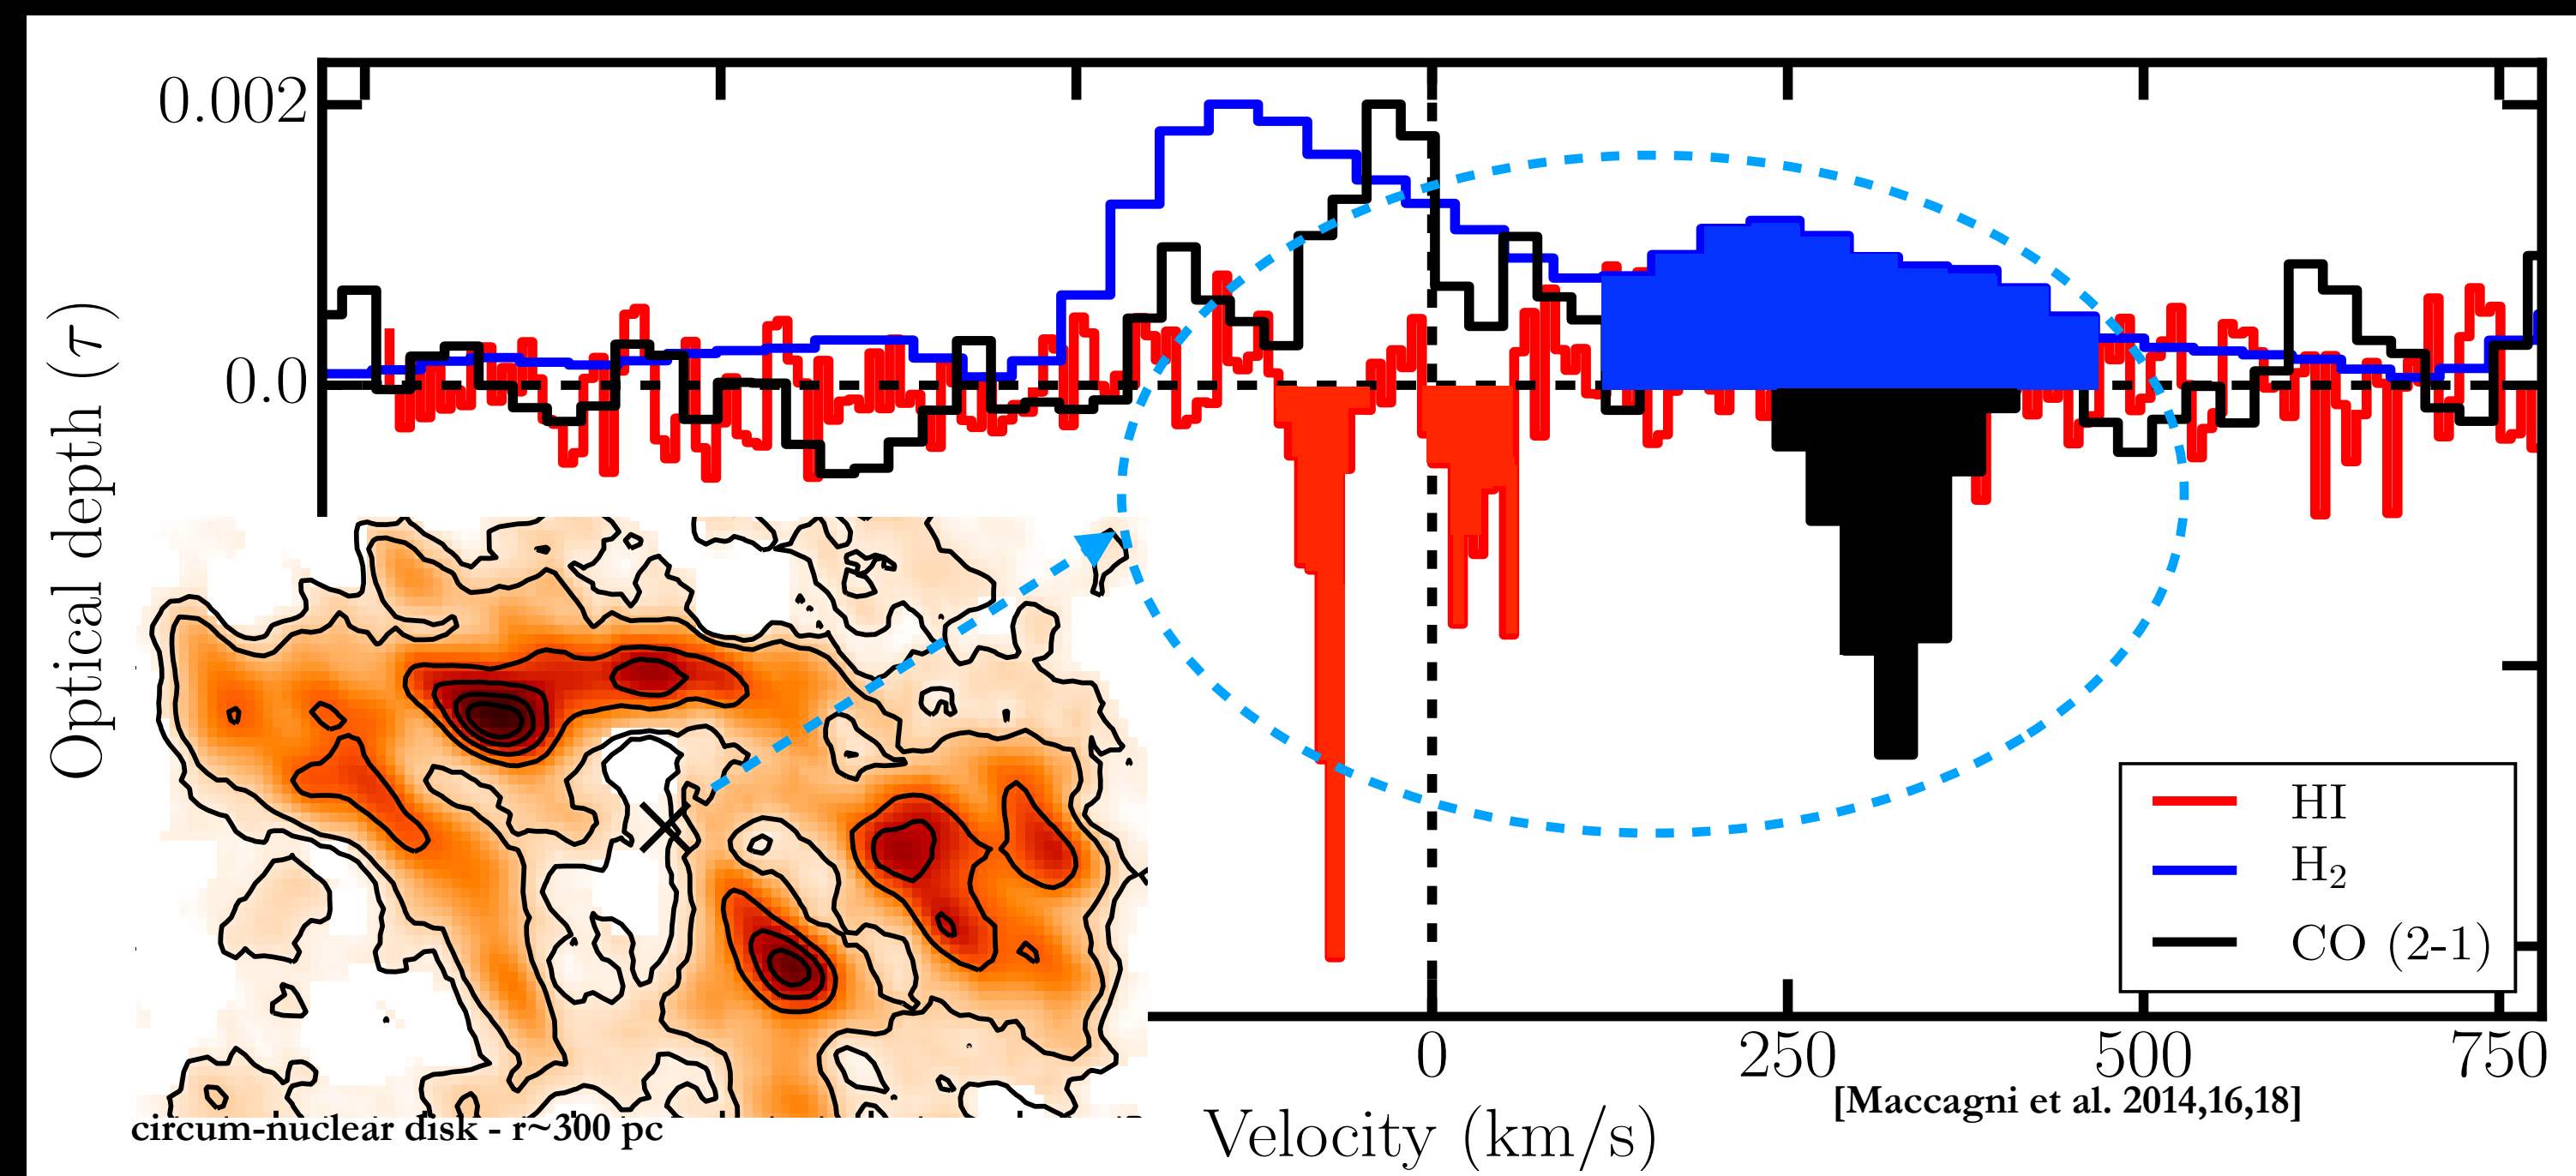 0.002
0.0
Optical depth (τ)
HI
H₂
CO (2-1)
0 250 500 750
[Maccagni et al. 2014,16,18]
Velocity (km/s)
circum-nuclear disk - r~300 pc